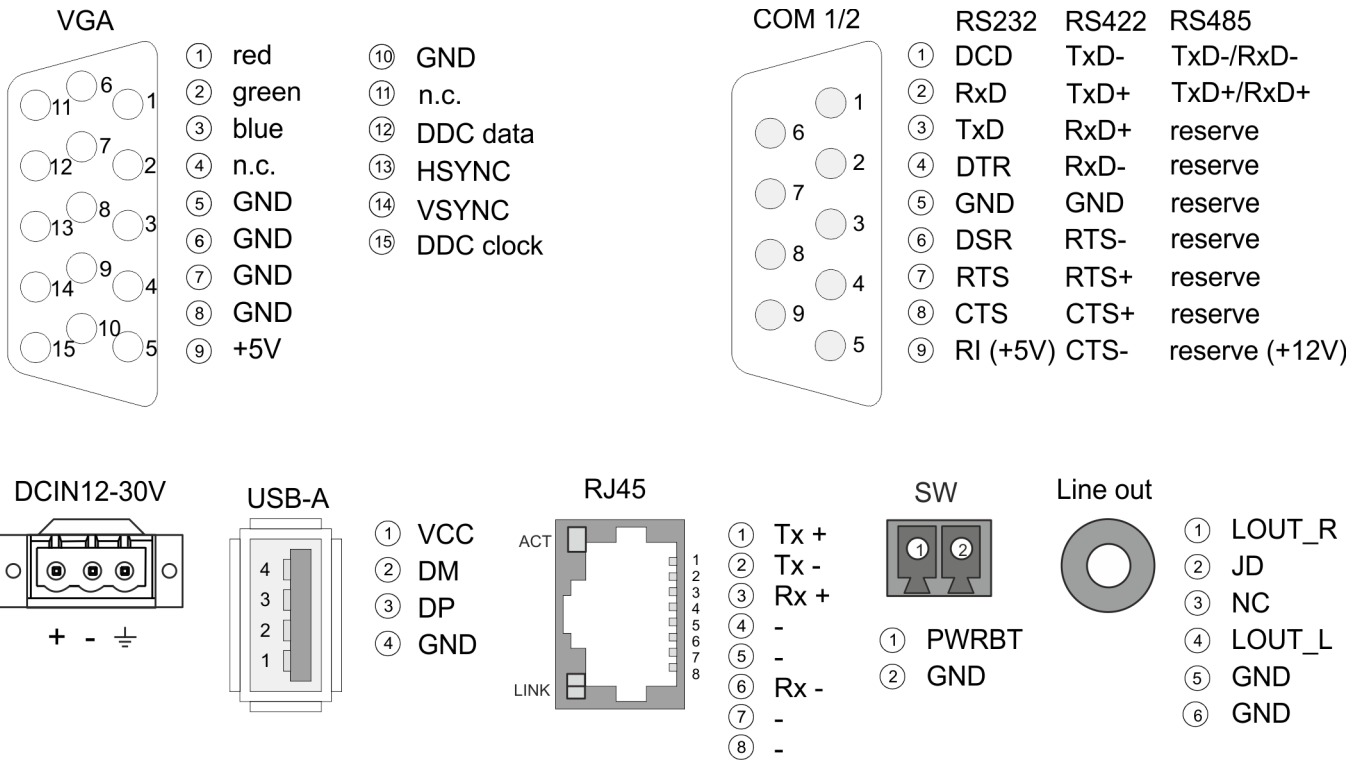 VGA
① red
② green
③ blue
④ n.c.
⑤ GND
⑥ GND
⑦ GND
⑧ GND
⑨ +5V
⑩ GND
⑪ n.c.
⑫ DDC data
⑬ HSYNC
⑭ VSYNC
⑮ DDC clock
6
11 1
7
12 2
8
13 3
9
14 4
10
15 5
COM 1/2
1
6
2
7
3
8
4
9
5
RS232 RS422 RS485
① DCD TxD- TxD-/RxD-
② RxD TxD+ TxD+/RxD+
③ TxD RxD+ reserve
④ DTR RxD- reserve
⑤ GND GND reserve
⑥ DSR RTS- reserve
⑦ RTS RTS+ reserve
⑧ CTS CTS+ reserve
⑨ RI (+5V) CTS- reserve (+12V)
DCIN12-30V
+ -
USB-A
4
3
2
1
① VCC
② DM
③ DP
④ GND
RJ45
ACT
LINK
1
2
3
4
5
6
7
8
① Tx +
② Tx -
③ Rx +
④ -
⑤ -
⑥ Rx -
⑦ -
⑧ -
SW
1 2
① PWRBT
② GND
Line out
① LOUT_R
② JD
③ NC
④ LOUT_L
⑤ GND
⑥ GND